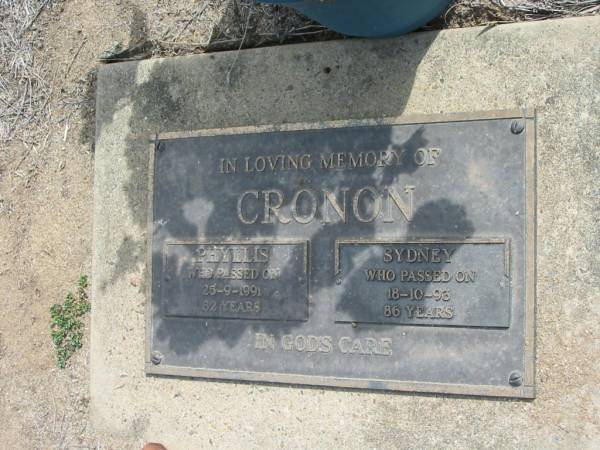 IN LOVING MEMORY OF
CRONON
PHYLLIS
WHO PASSED ON
25-9-1991
82 YEARS
SYDNEY
WHO PASSED ON
18-10-93
86 YEARS
IN GODS CARE